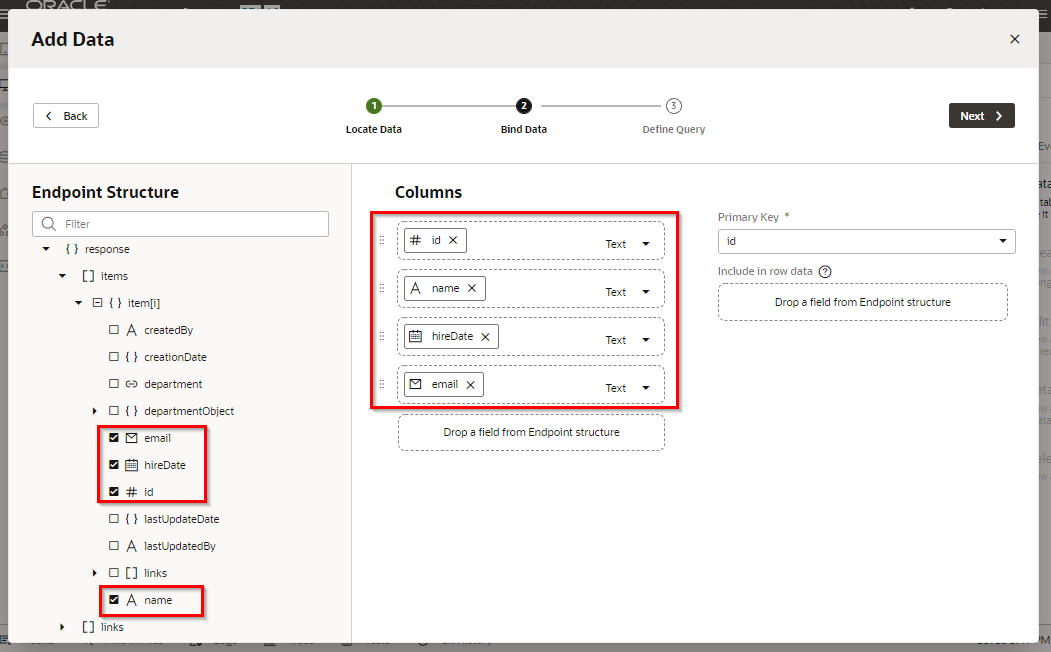 ORACLE
Add Data
Back
1
2
3
Locate Data
Bind Data
Define Query
Next
Endpoint Structure
Filter
{ } response
[ ] items
{ } item[i]
A createdBy
{ } creationDate
department
{ } departmentObject
email
hireDate
# id
{ } lastUpdateDate
A lastUpdatedBy
[ ] links
A name
[ ] links
Columns
# id Text
A name Text
hireDate Text
email Text
Drop a field from Endpoint structure
Primary Key *
id
Include in row data ?
Drop a field from Endpoint structure